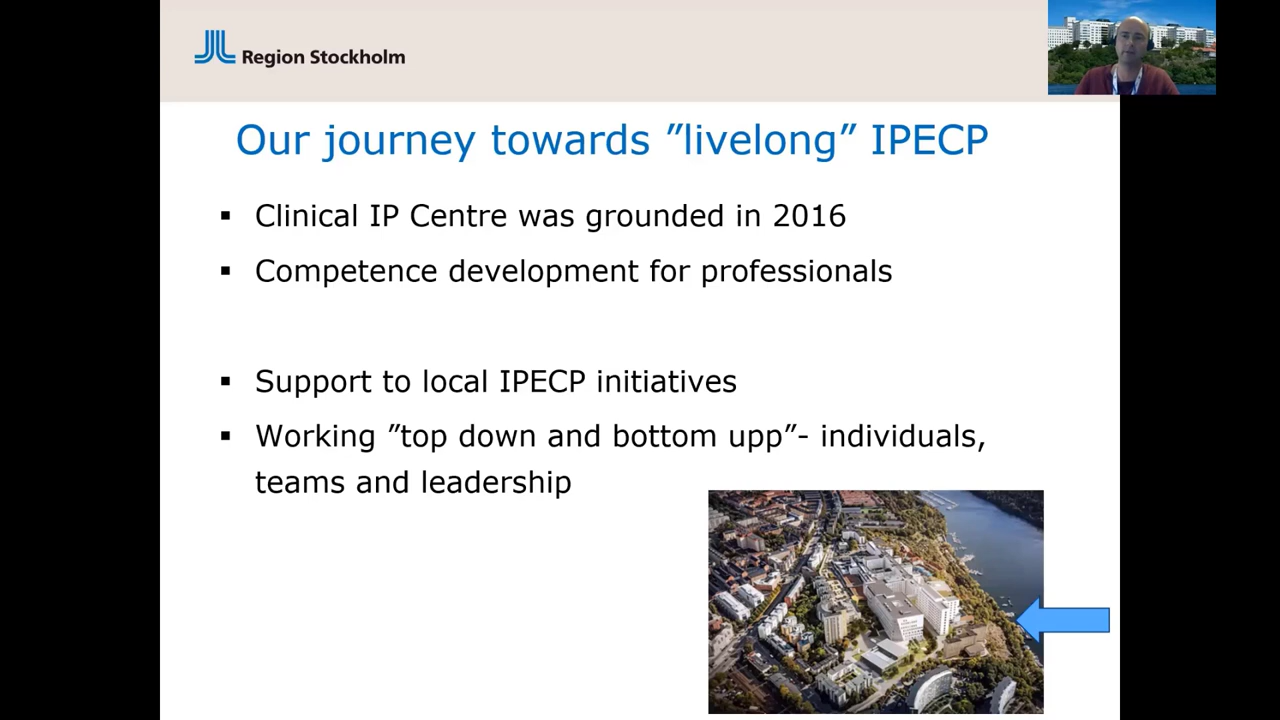 Region Stockholm
Our journey towards ”livelong” IPECP
▪ Clinical IP Centre was grounded in 2016
▪ Competence development for professionals
▪ Support to local IPECP initiatives
▪ Working ”top down and bottom upp”- individuals,
teams and leadership